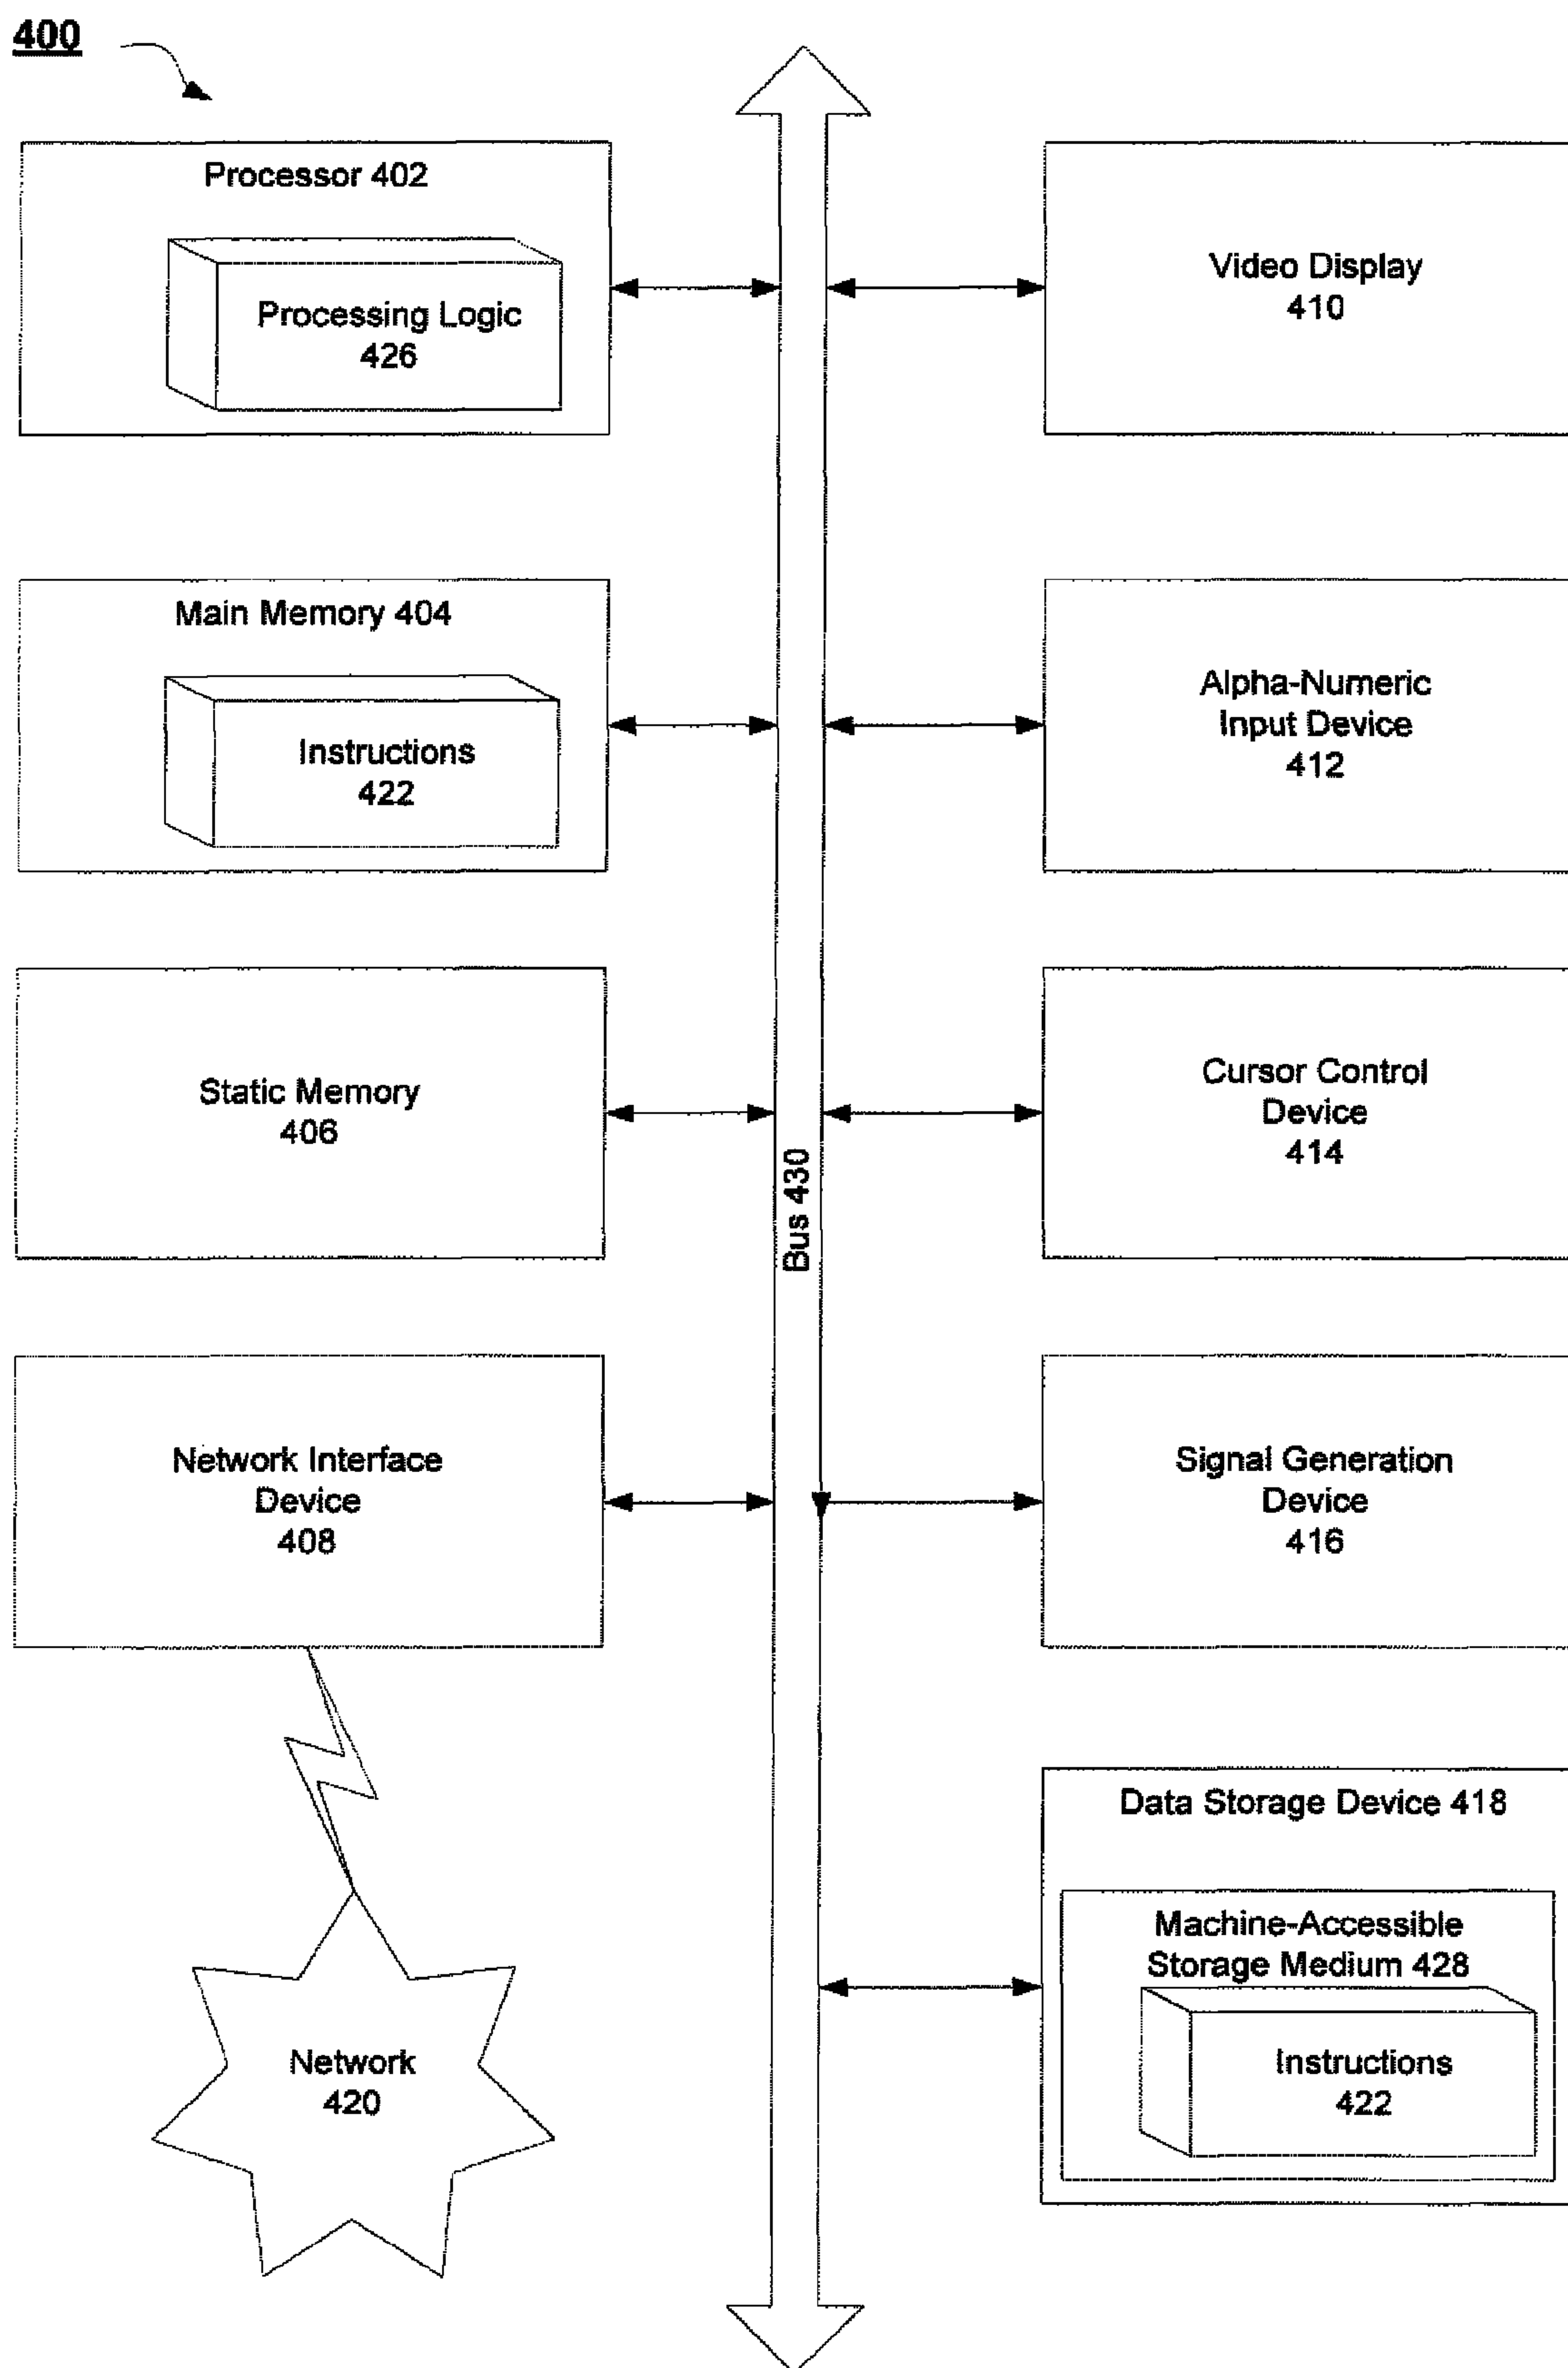 400
Processor 402
Processing Logic
426
Video Display
410
Main Memory 404
Instructions
422
Alpha-Numeric
Input Device
412
Static Memory
406
Cursor Control
Device
414
Bus 430
Network Interface
Device
408
Signal Generation
Device
416
Data Storage Device 418
Machine-Accessible
Storage Medium 428
Instructions
422
Network
420